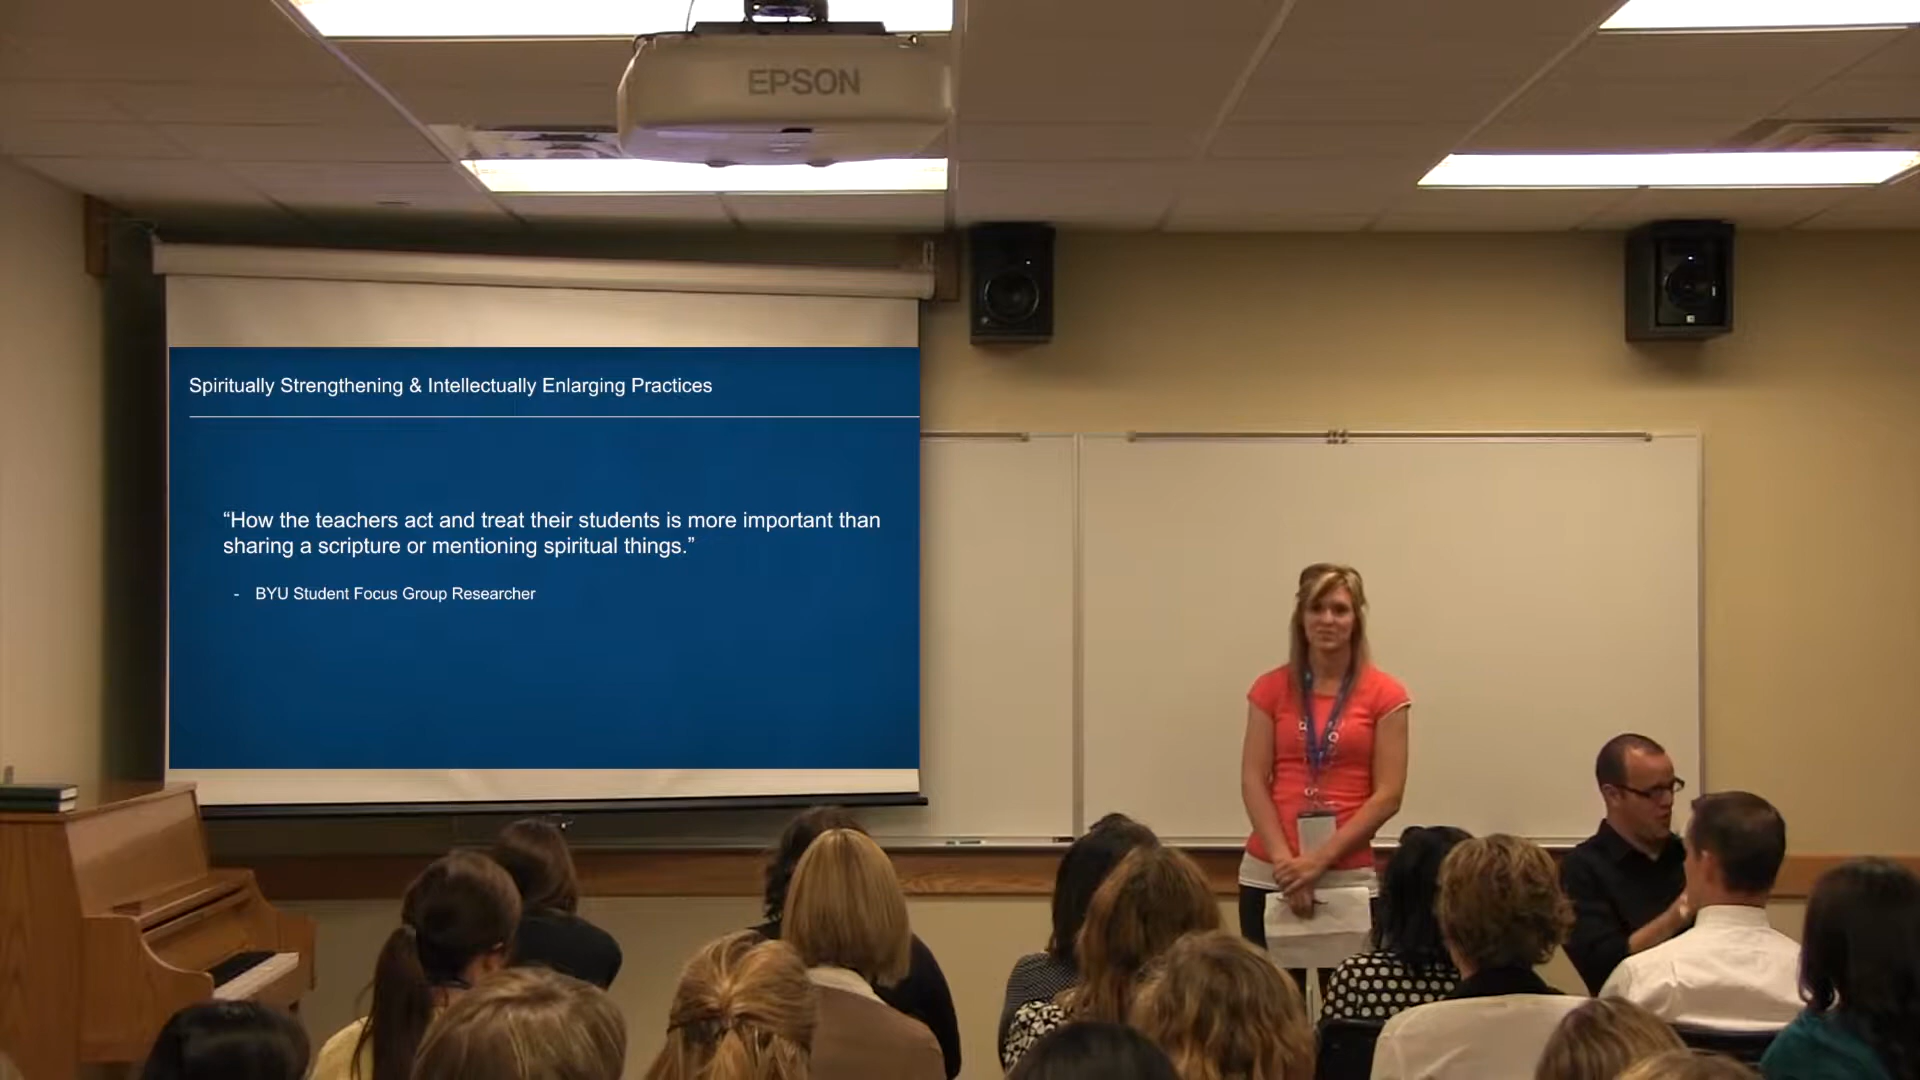 EPSON
Spiritually Strengthening & Intellectually Enlarging Practices
“How the teachers act and treat their students is more important than
sharing a scripture or mentioning spiritual things.”
- BYU Student Focus Group Researcher